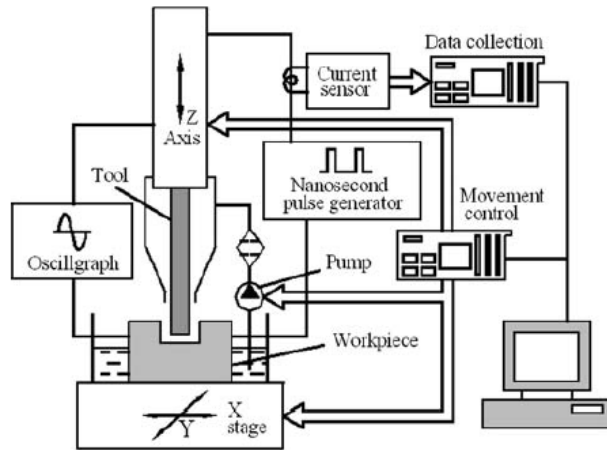 Data collection
Current
sensor
Z
Axis
Tool
Nanosecond
pulse generator
Movement
control
Oscillgraph
Pump
Workpiece
X
Y
stage